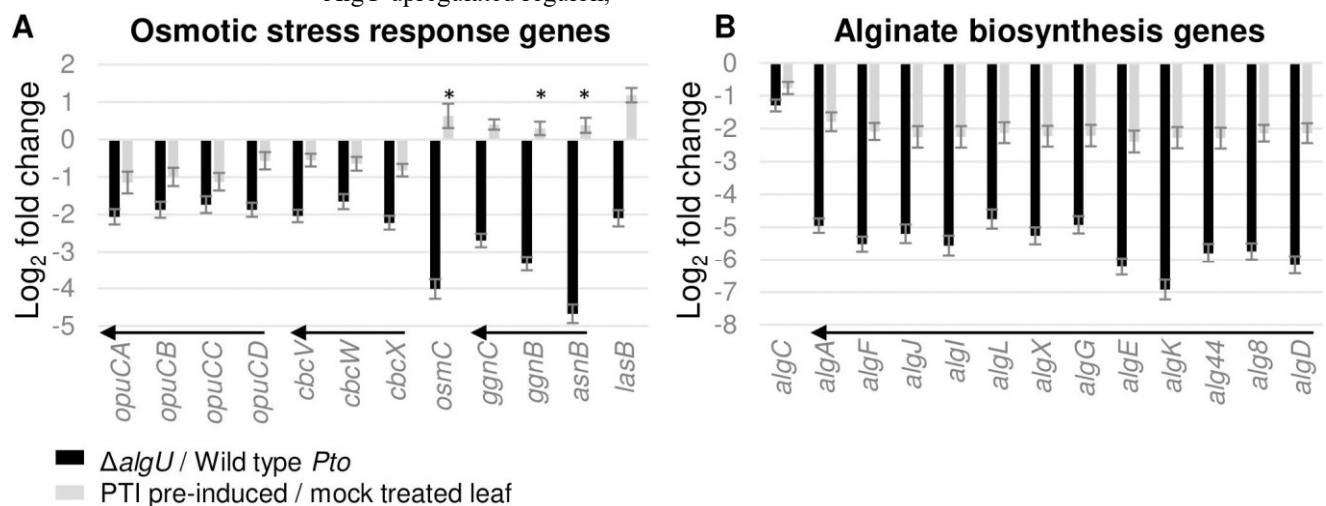 AlgU-upregulated regulon,
A Osmotic stress response genes
B Alginate biosynthesis genes
Log2 fold change
2
1
0
-1
-2
-3
-4
-5
* * *
opuCA opuCB opuCC opuCD cbcV cbcW cbcX osmC ggnC ggnB asnB lasB
Log2 fold change
0
-1
-2
-3
-4
-5
-6
-7
-8
algC algA algF algJ algI algL algX algG algE algK alg44 alg8 algD
ΔalgU / Wild type Pto
PTI pre-induced / mock treated leaf